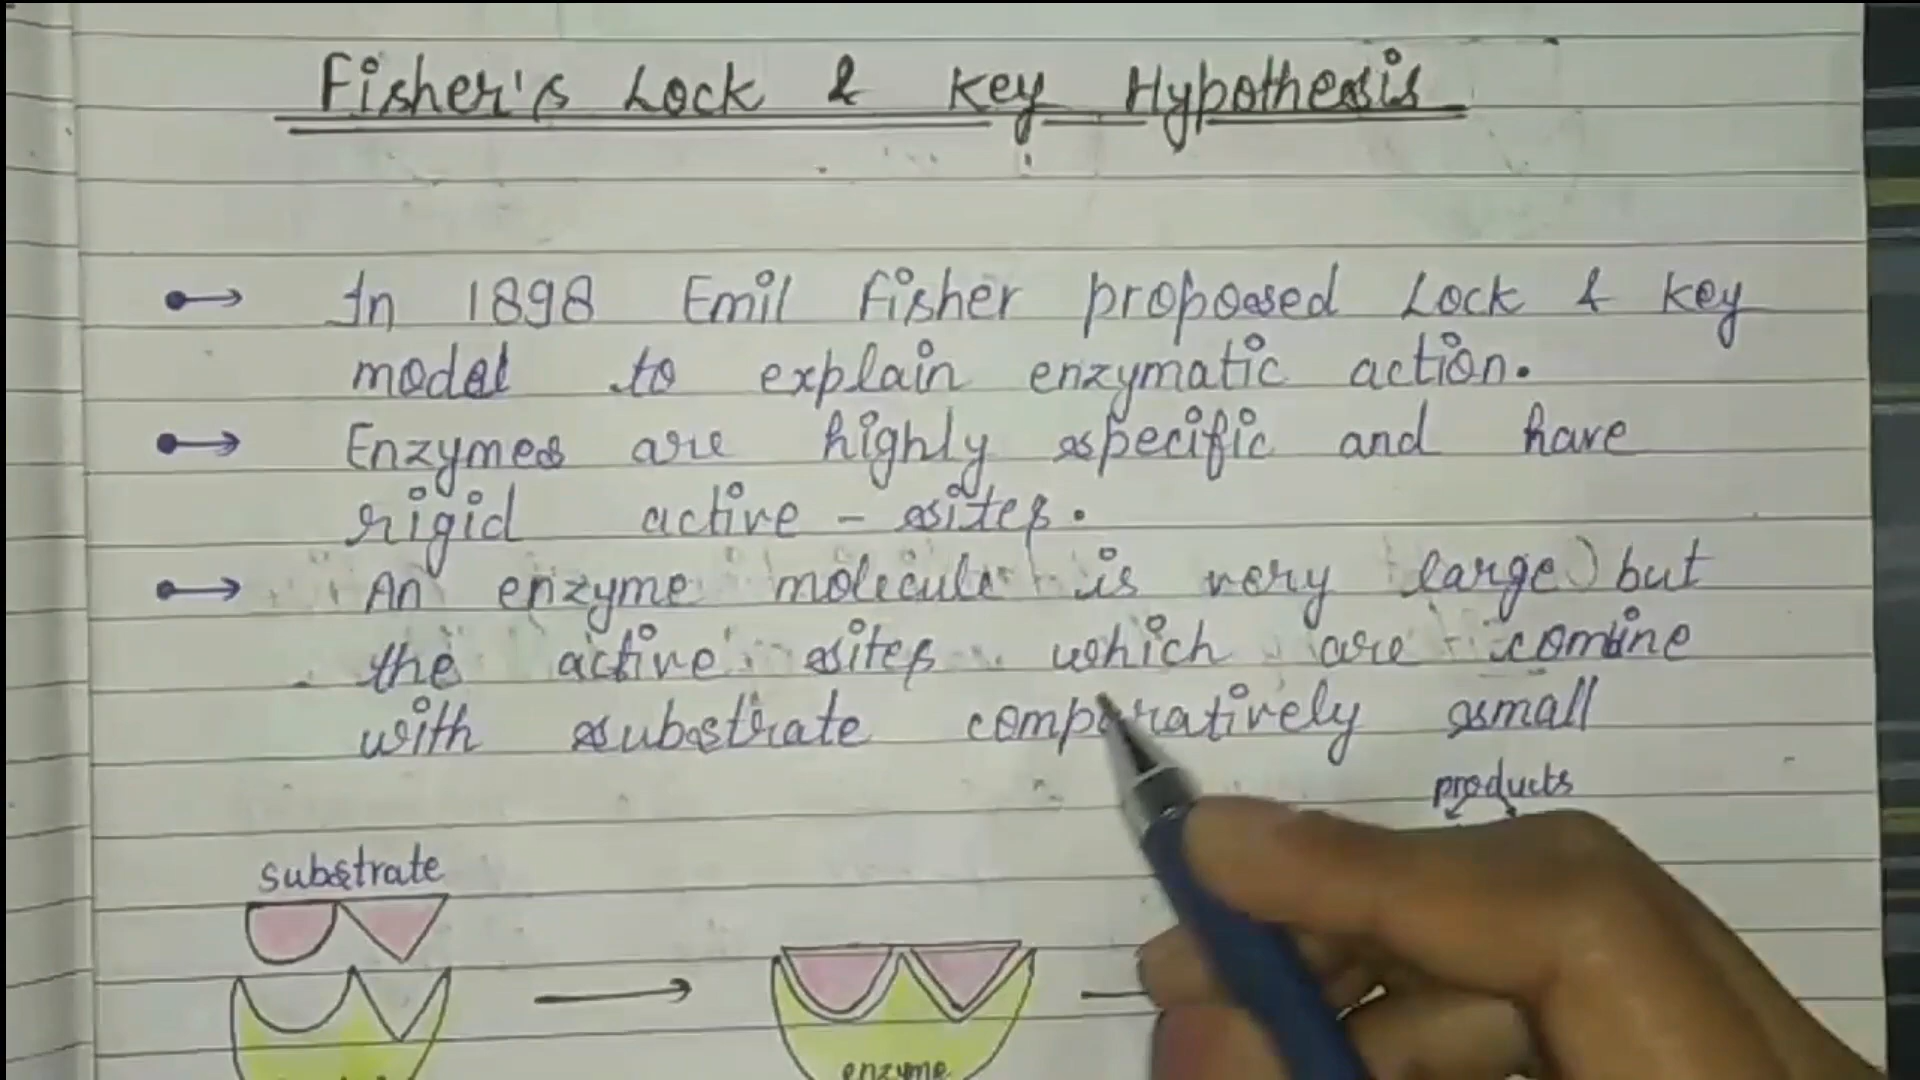 Fisher's Lock & Key Hypothesis
In 1898 Emil Fisher proposed Lock & Key
model to explain enzymatic action.
Enzymes are highly specific and have
rigid active - sites.
An enzyme molecule is very large but
the active sites which are combine
with substrate comparatively small
products
substrate
enzyme